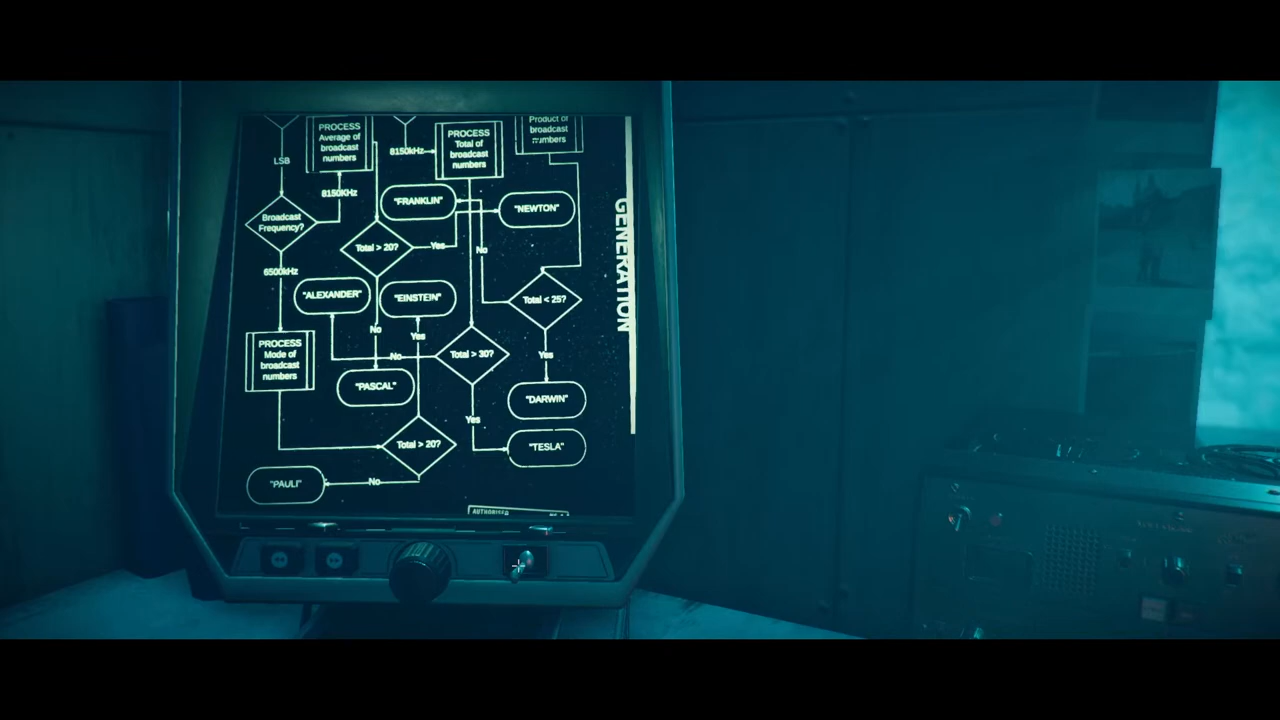 PROCESS
Average of
broadcast
numbers
Product of
broadcast
numbers
PROCESS
Total of
broadcast
numbers
8150kHz
LSB
8150KHz
"FRANKLIN"
"NEWTON"
Broadcast
Frequency?
Total > 20?
Yes
No
GENERATION
6500kHz
"ALEXANDER"
"EINSTEIN"
Total < 25?
No
Yes
PROCESS
Mode of
broadcast
numbers
No
Total > 30?
Yes
"PASCAL"
"DARWIN"
Yes
Total > 20?
"TESLA"
"PAULI"
No
AUTHORISED